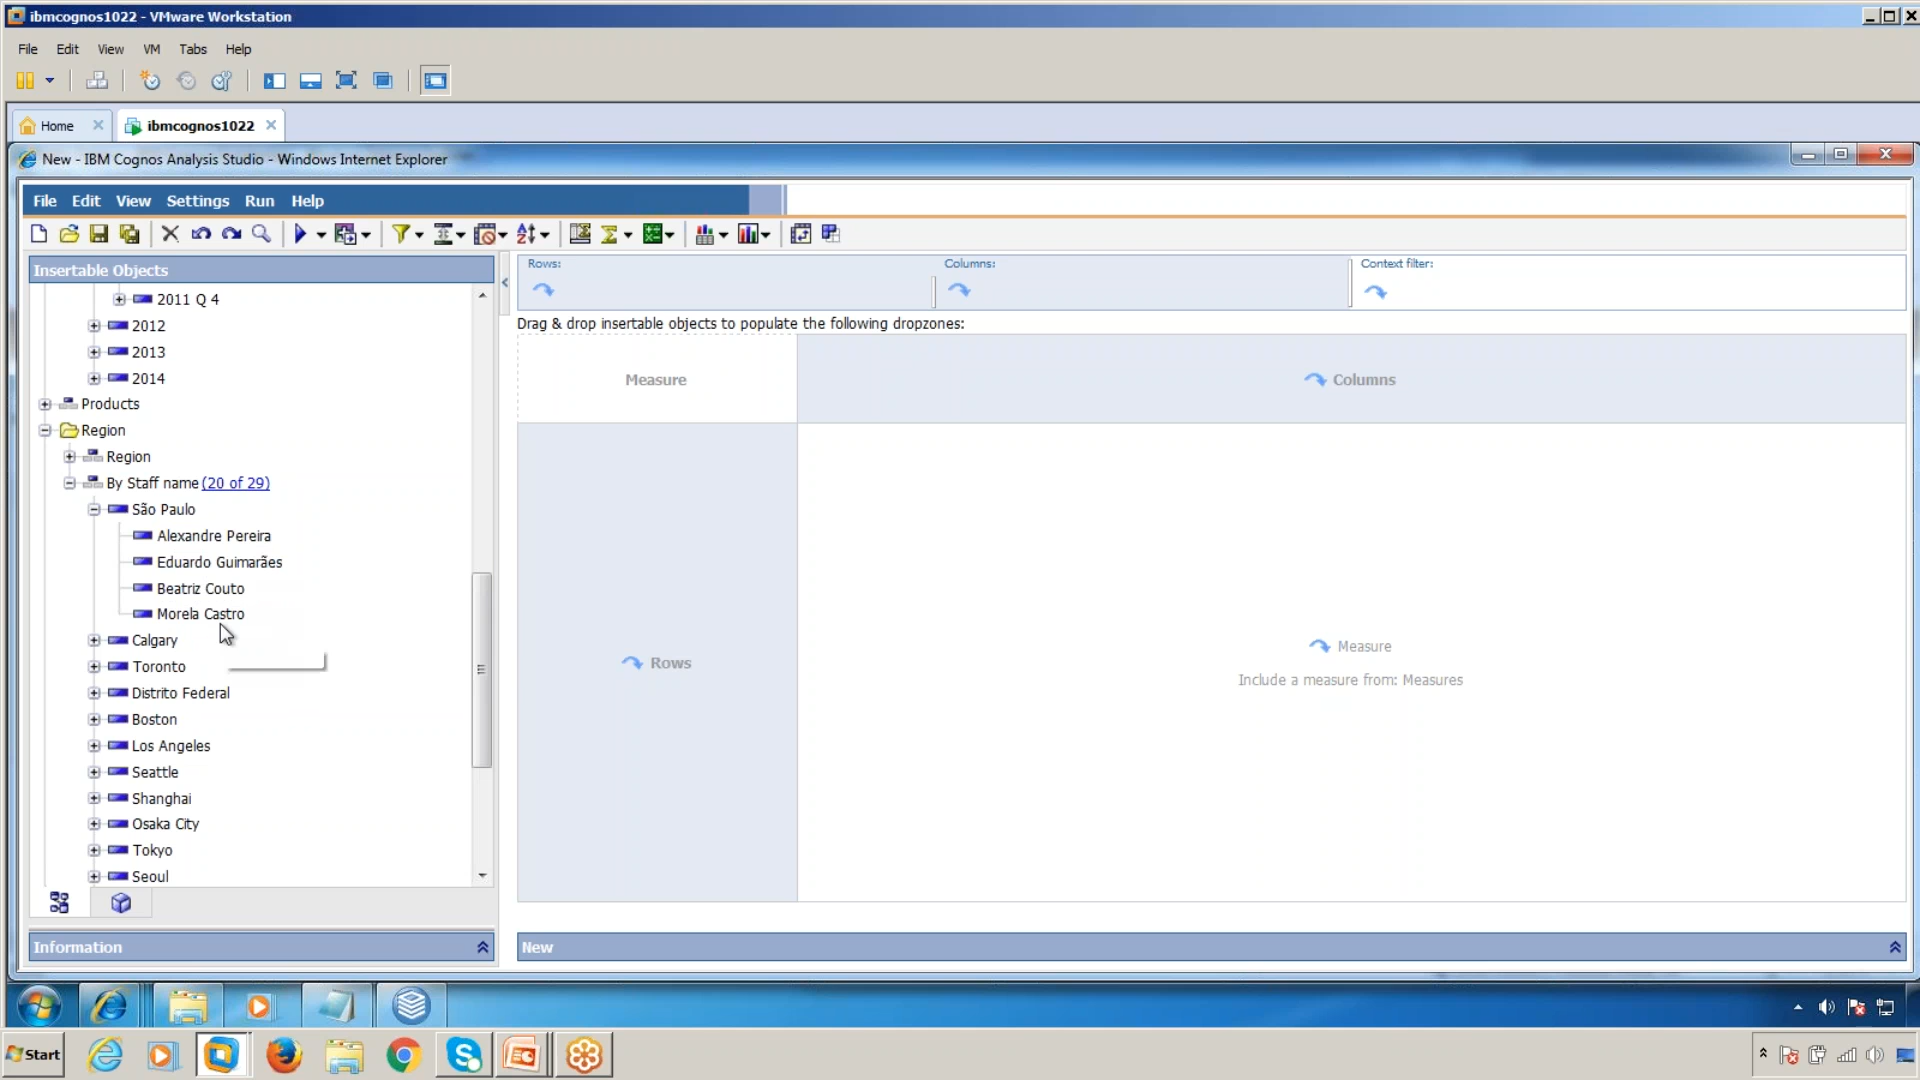 ibmcognos1022 - VMware Workstation
File Edit View VM Tabs Help
Home ibmcognos1022
New - IBM Cognos Analysis Studio - Windows Internet Explorer
File Edit View Settings Run Help
Insertable Objects
2011 Q 4
2012
2013
2014
Products
Region
Region
By Staff name (20 of 29)
São Paulo
Alexandre Pereira
Eduardo Guimarães
Beatriz Couto
Morela Castro
Calgary
Toronto
Distrito Federal
Boston
Los Angeles
Seattle
Shanghai
Osaka City
Tokyo
Seoul
Information
Rows: Columns: Context filter:
Drag & drop insertable objects to populate the following dropzones:
Measure Columns
Rows
Measure
Include a measure from: Measures
New
Start